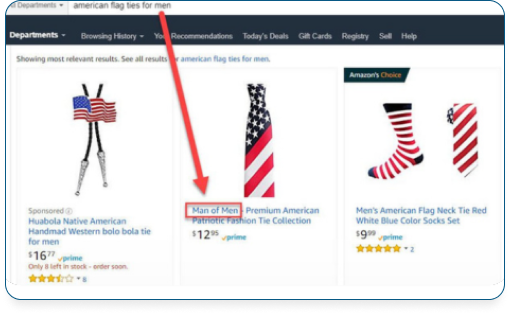 Departments
american flag ties for men
Departments Browsing History Recommendations Today's Deals Gift Cards Registry Sell Help
Showing most relevant results. See all results for american flag ties for men.
Amazon's Choice
Sponsored
Huabola Native American
Handmad Western bolo bola tie
for men
$16 77 prime
Only 8 left in stock - order soon.
6
Man of Men - Premium American
Patriotic Fashion Tie Collection
$12 95 prime
Men's American Flag Neck Tie Red
White Blue Color Socks Set
$9 99 prime
2